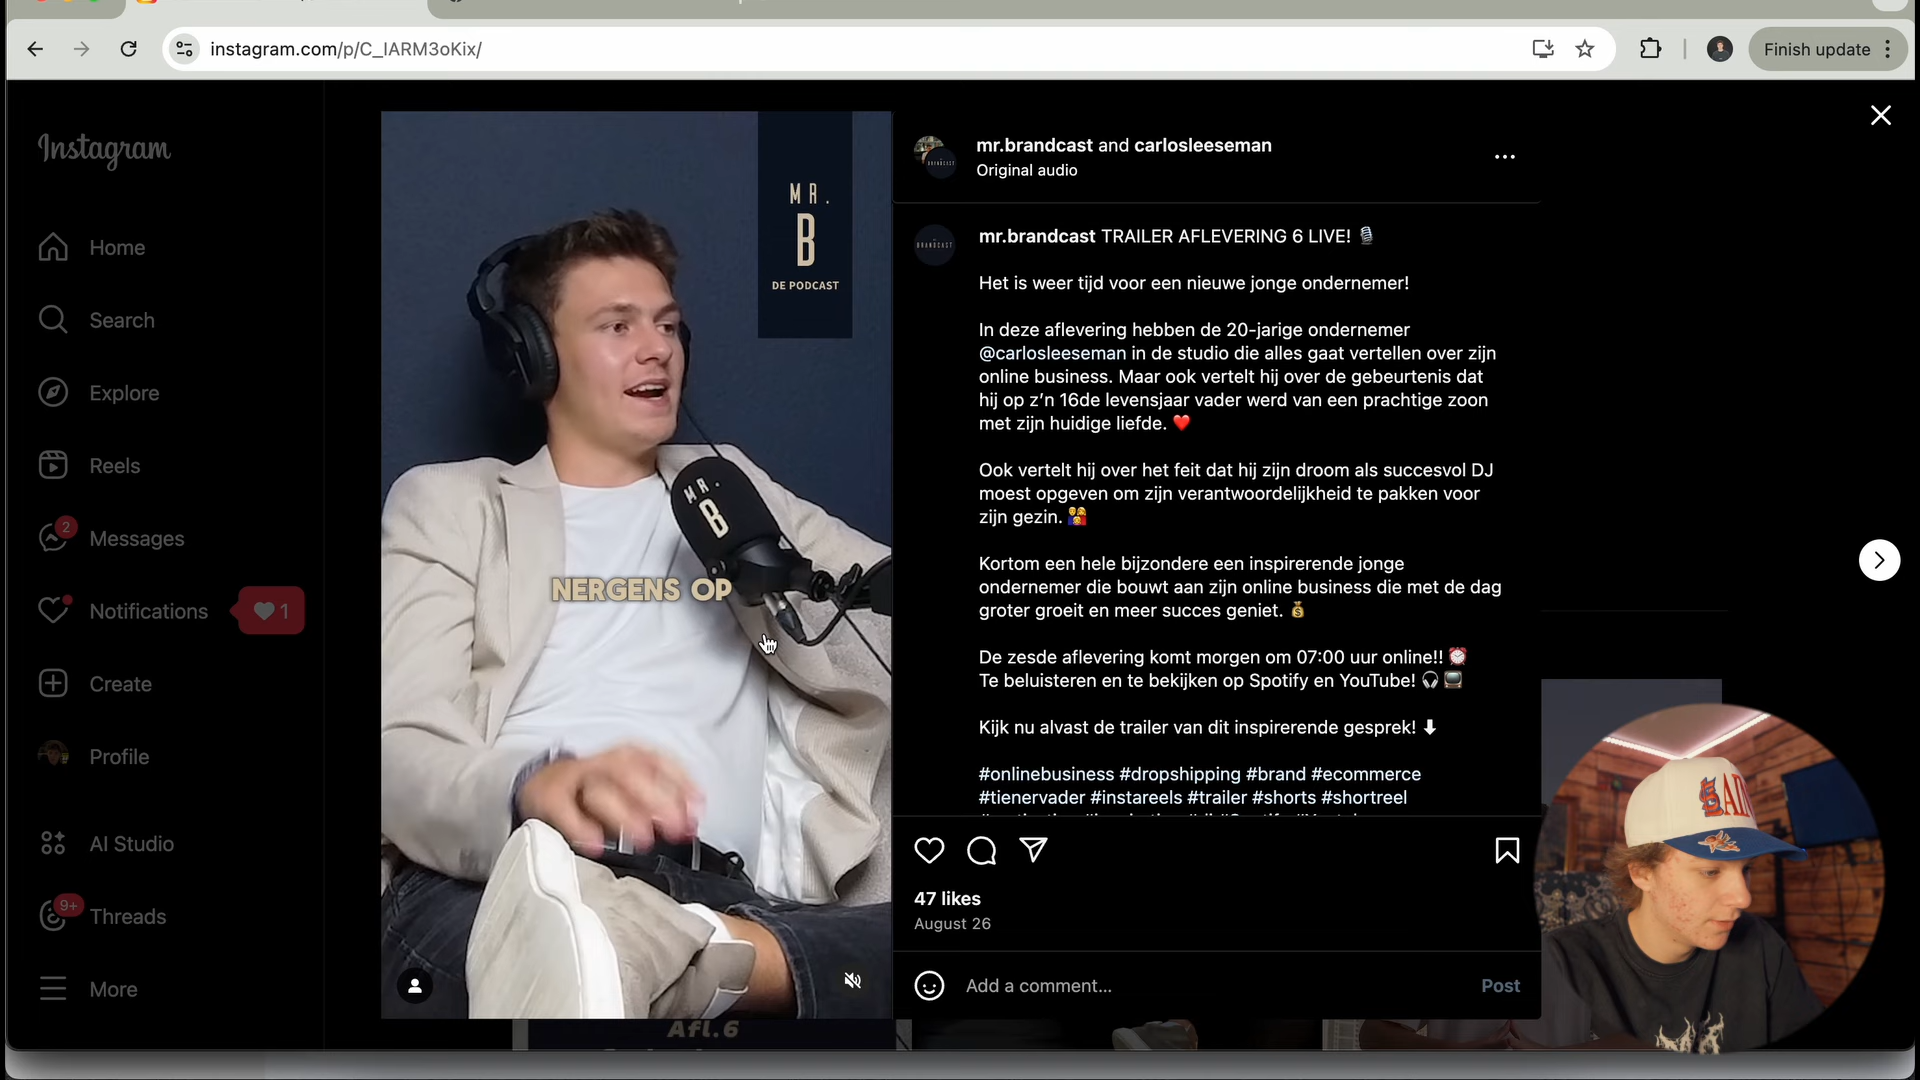 instagram.com/p/C_IARM3oKix/
Finish update
Instagram
Home
Search
Explore
Reels
Messages
2
Notifications
1
Create
Profile
AI Studio
Threads
9+
More
MR.
B
DE PODCAST
MR.
B
NERGENS OP
Afl.6
mr.brandcast and carlosleeseman
Original audio
mr.brandcast TRAILER AFLEVERING 6 LIVE! 🎙️
Het is weer tijd voor een nieuwe jonge ondernemer!
In deze aflevering hebben de 20-jarige ondernemer
@carlosleeseman in de studio die alles gaat vertellen over zijn
online business. Maar ook vertelt hij over de gebeurtenis dat
hij op z’n 16de levensjaar vader werd van een prachtige zoon
met zijn huidige liefde. ❤️
Ook vertelt hij over het feit dat hij zijn droom als succesvol DJ
moest opgeven om zijn verantwoordelijkheid te pakken voor
zijn gezin. 👨‍👩‍👦
Kortom een hele bijzondere een inspirerende jonge
ondernemer die bouwt aan zijn online business die met de dag
groter groeit en meer succes geniet. 💰
De zesde aflevering komt morgen om 07:00 uur online!! ⏰
Te beluisteren en te bekijken op Spotify en YouTube! 🎧 📺
Kijk nu alvast de trailer van dit inspirerende gesprek! ⬇
#onlinebusiness #dropshipping #brand #ecommerce
#tienervader #instareels #trailer #shorts #shortreel
47 likes
August 26
Add a comment...
Post